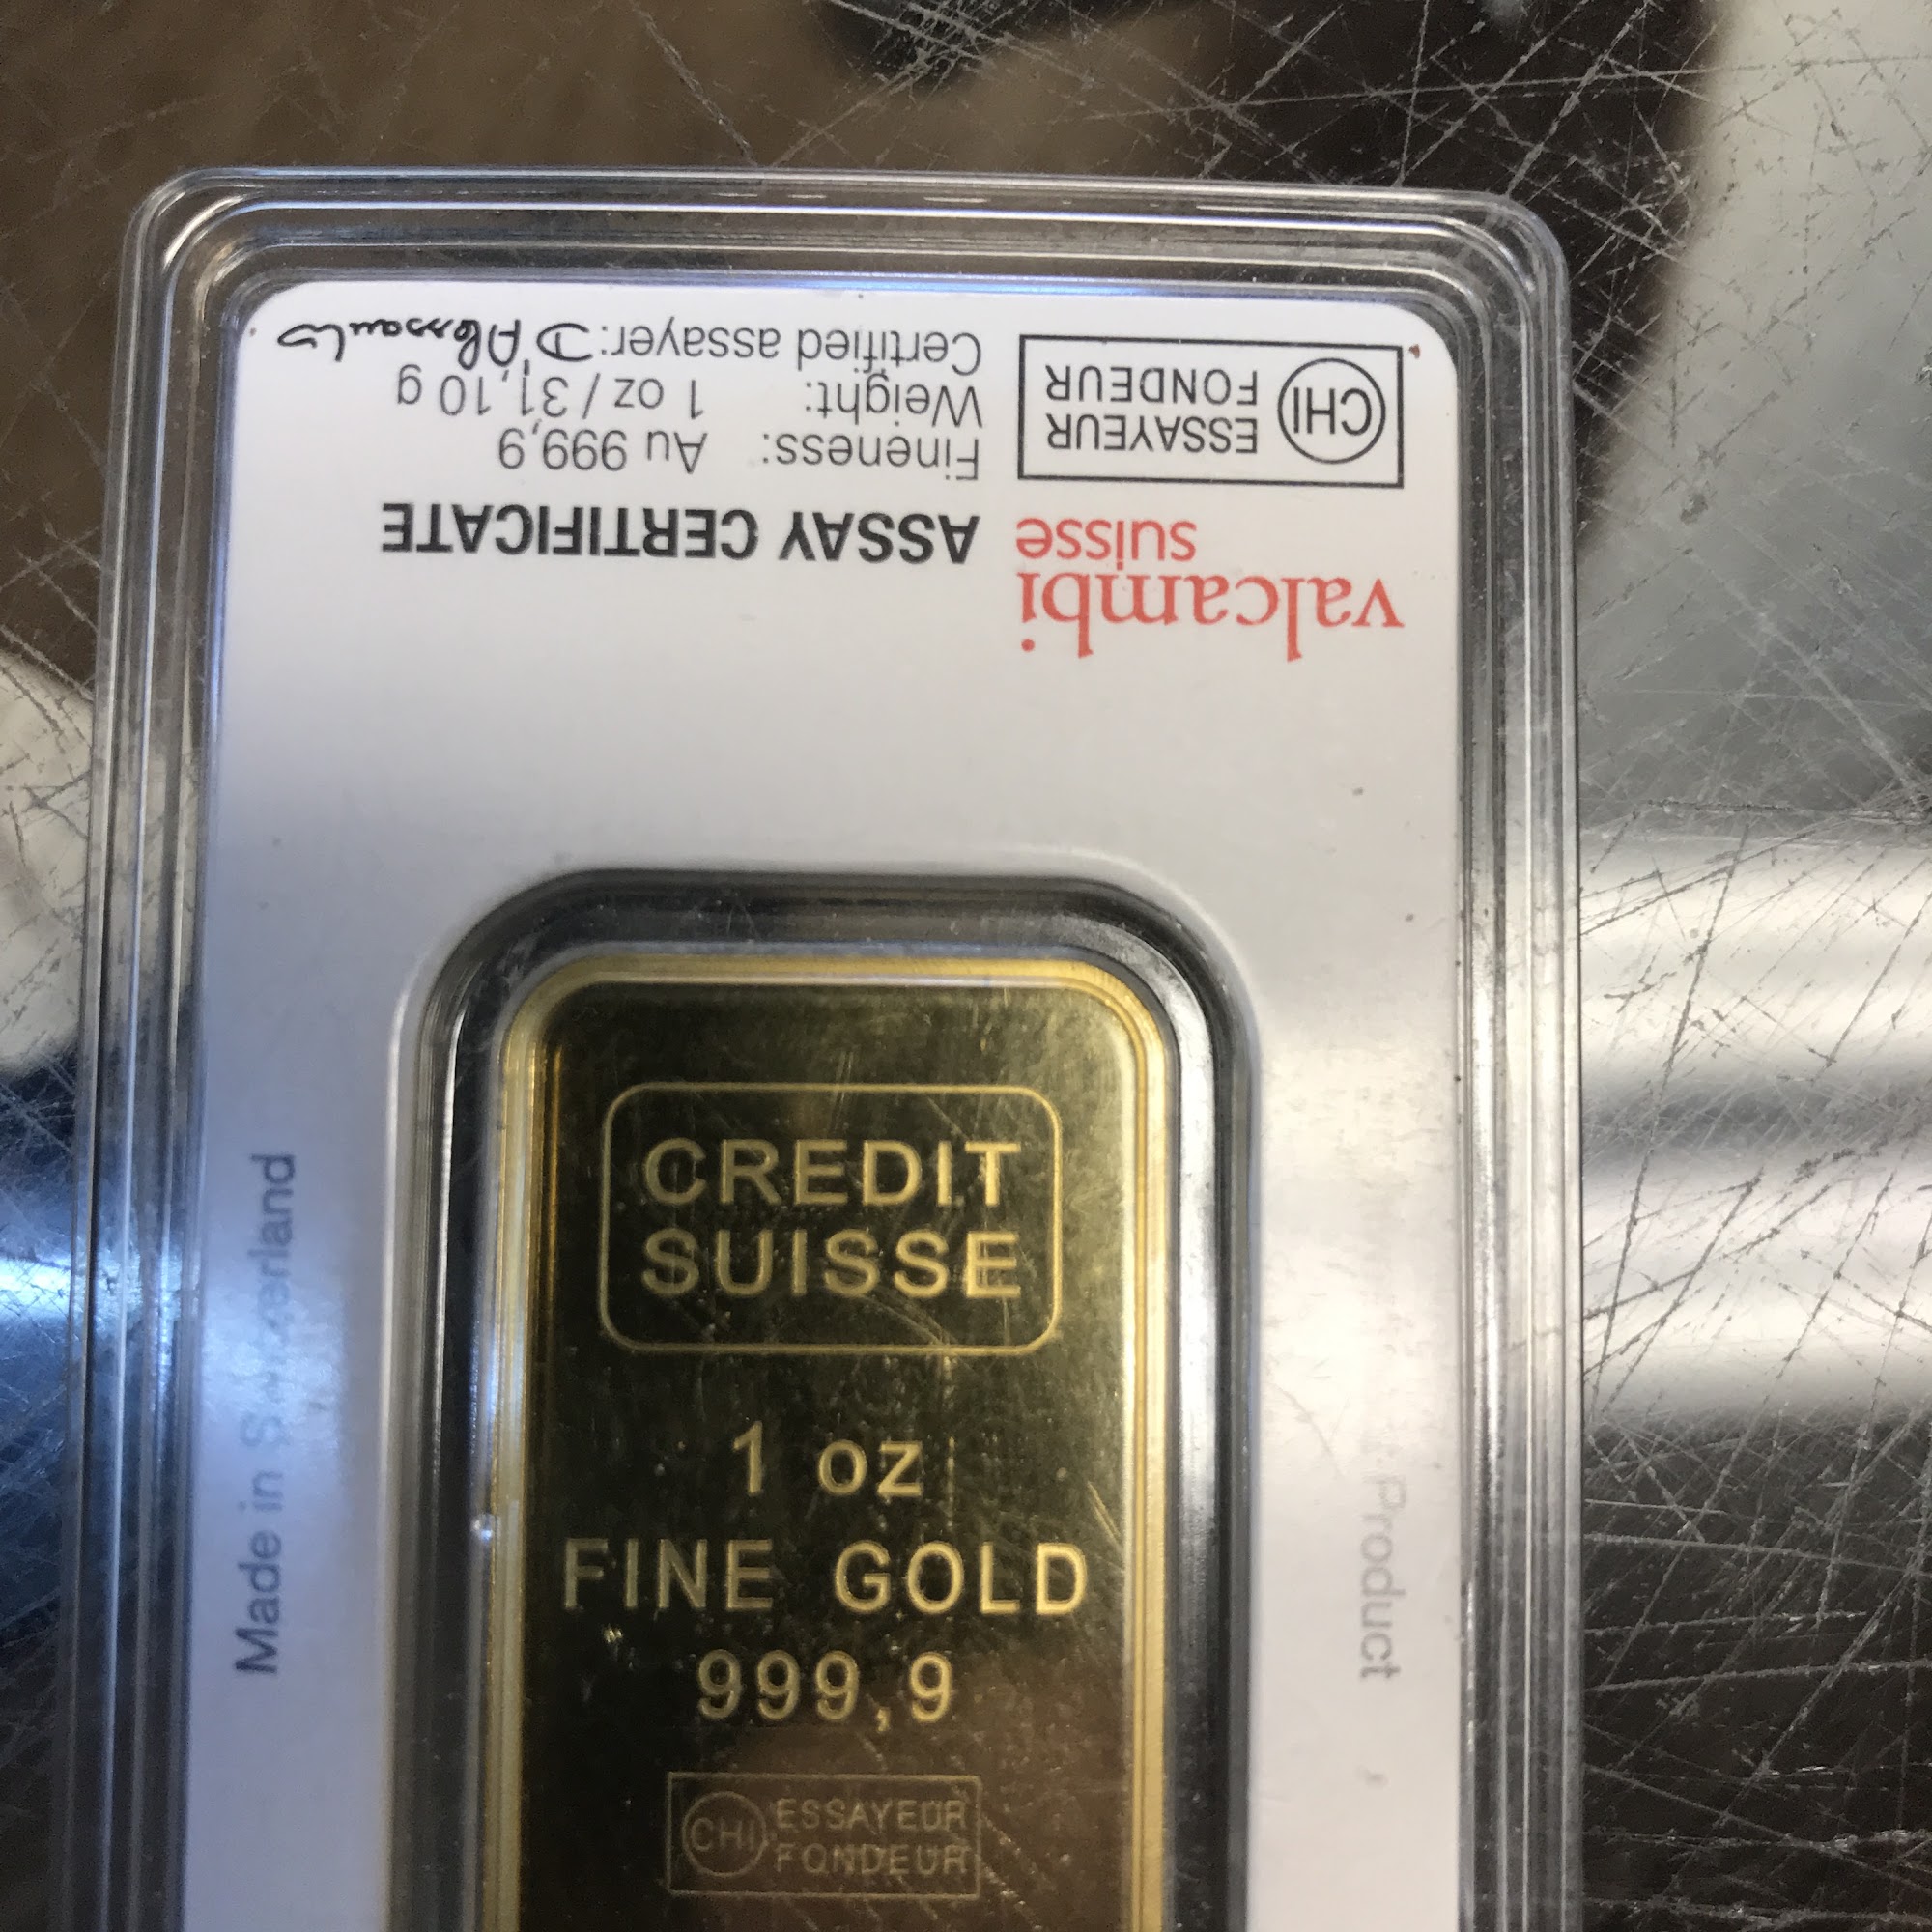 valcambi
suisse
CHI ESSAYEUR
FONDEUR
ASSAY CERTIFICATE
Fineness: Au 999,9
Weight: 1 oz / 31,10 g
Certified assayer:
CREDIT
SUISSE
1 oz
FINE GOLD
999,9
CHI ESSAYEUR
FONDEUR
Made in Switzerland
Product